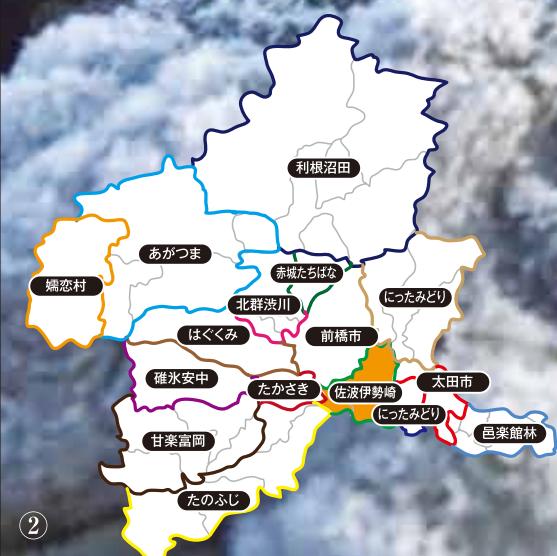 利根沼田
あがつま
赤城たちばな
嬬恋村
にったみどり
北群渋川
はぐくみ
前橋市
碓氷安中
たかさき
佐波伊勢崎
太田市
にったみどり
邑楽館林
甘楽富岡
たのふじ
②